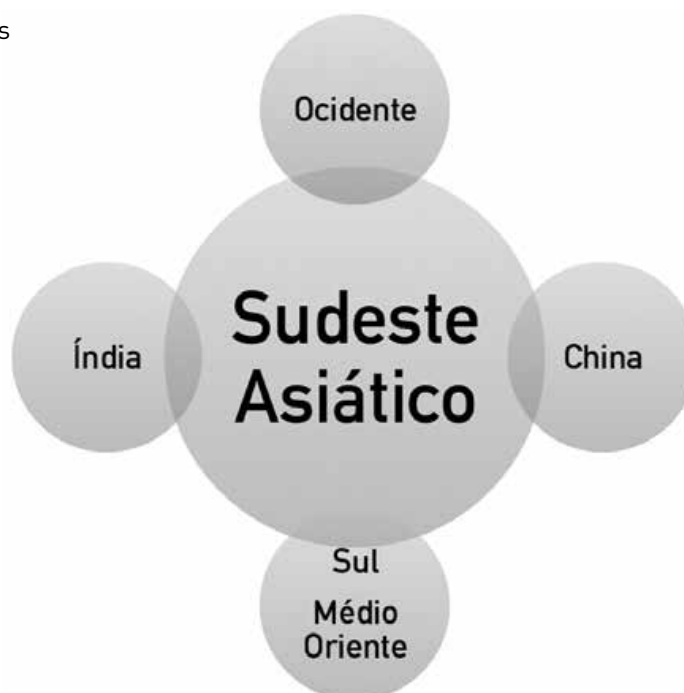 s
Ocidente
Sudeste
Asiático
Índia
China
Sul
Médio
Oriente